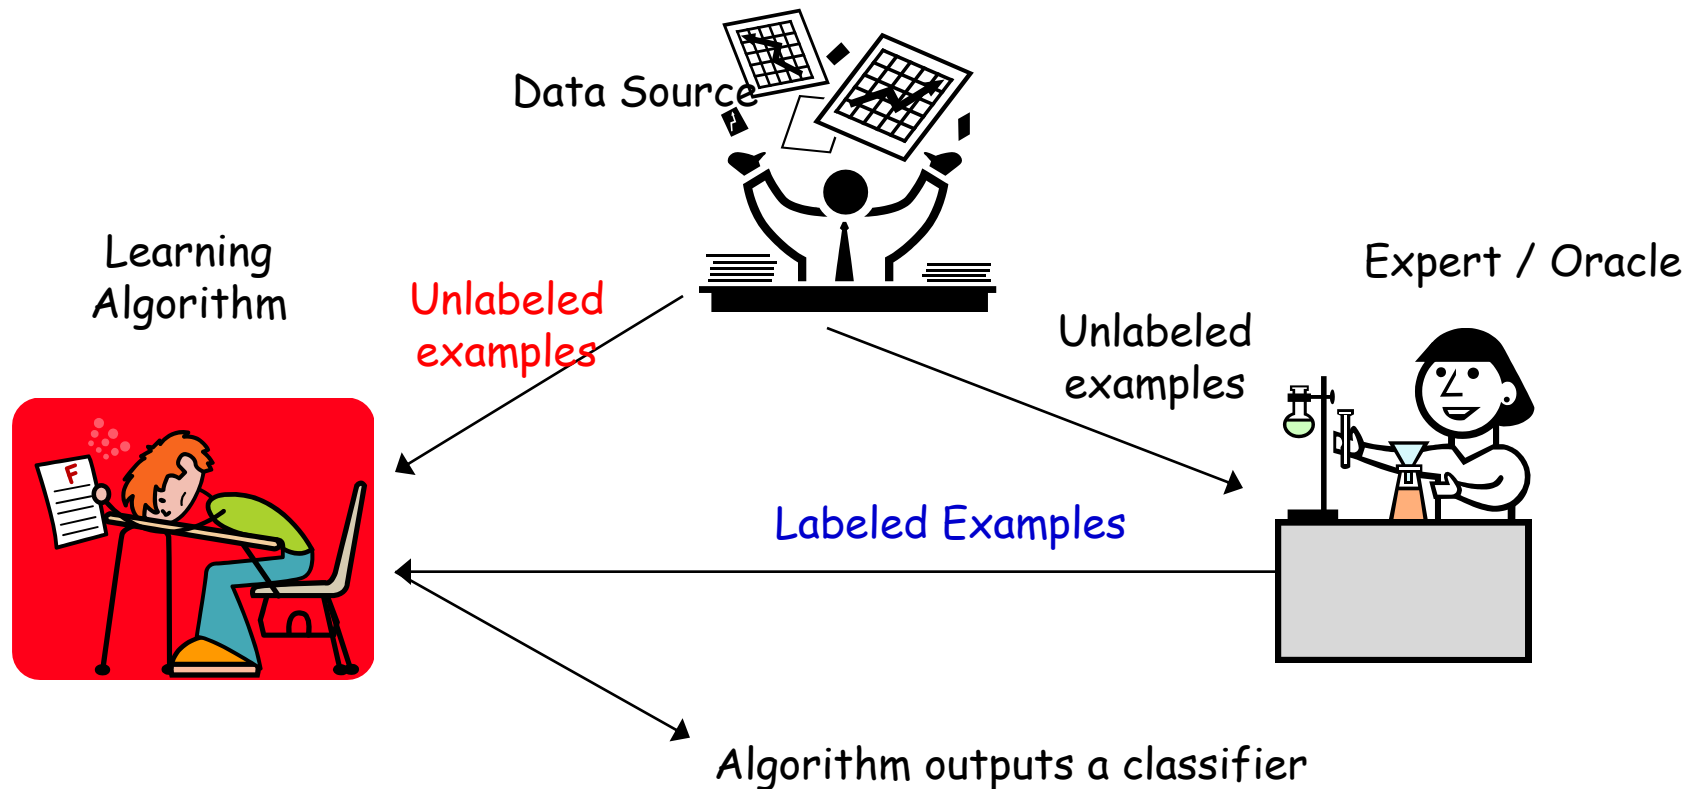 Data Source
Learning
Algorithm
Unlabeled
examples
Expert / Oracle
Unlabeled
examples
F
Labeled Examples
Algorithm outputs a classifier